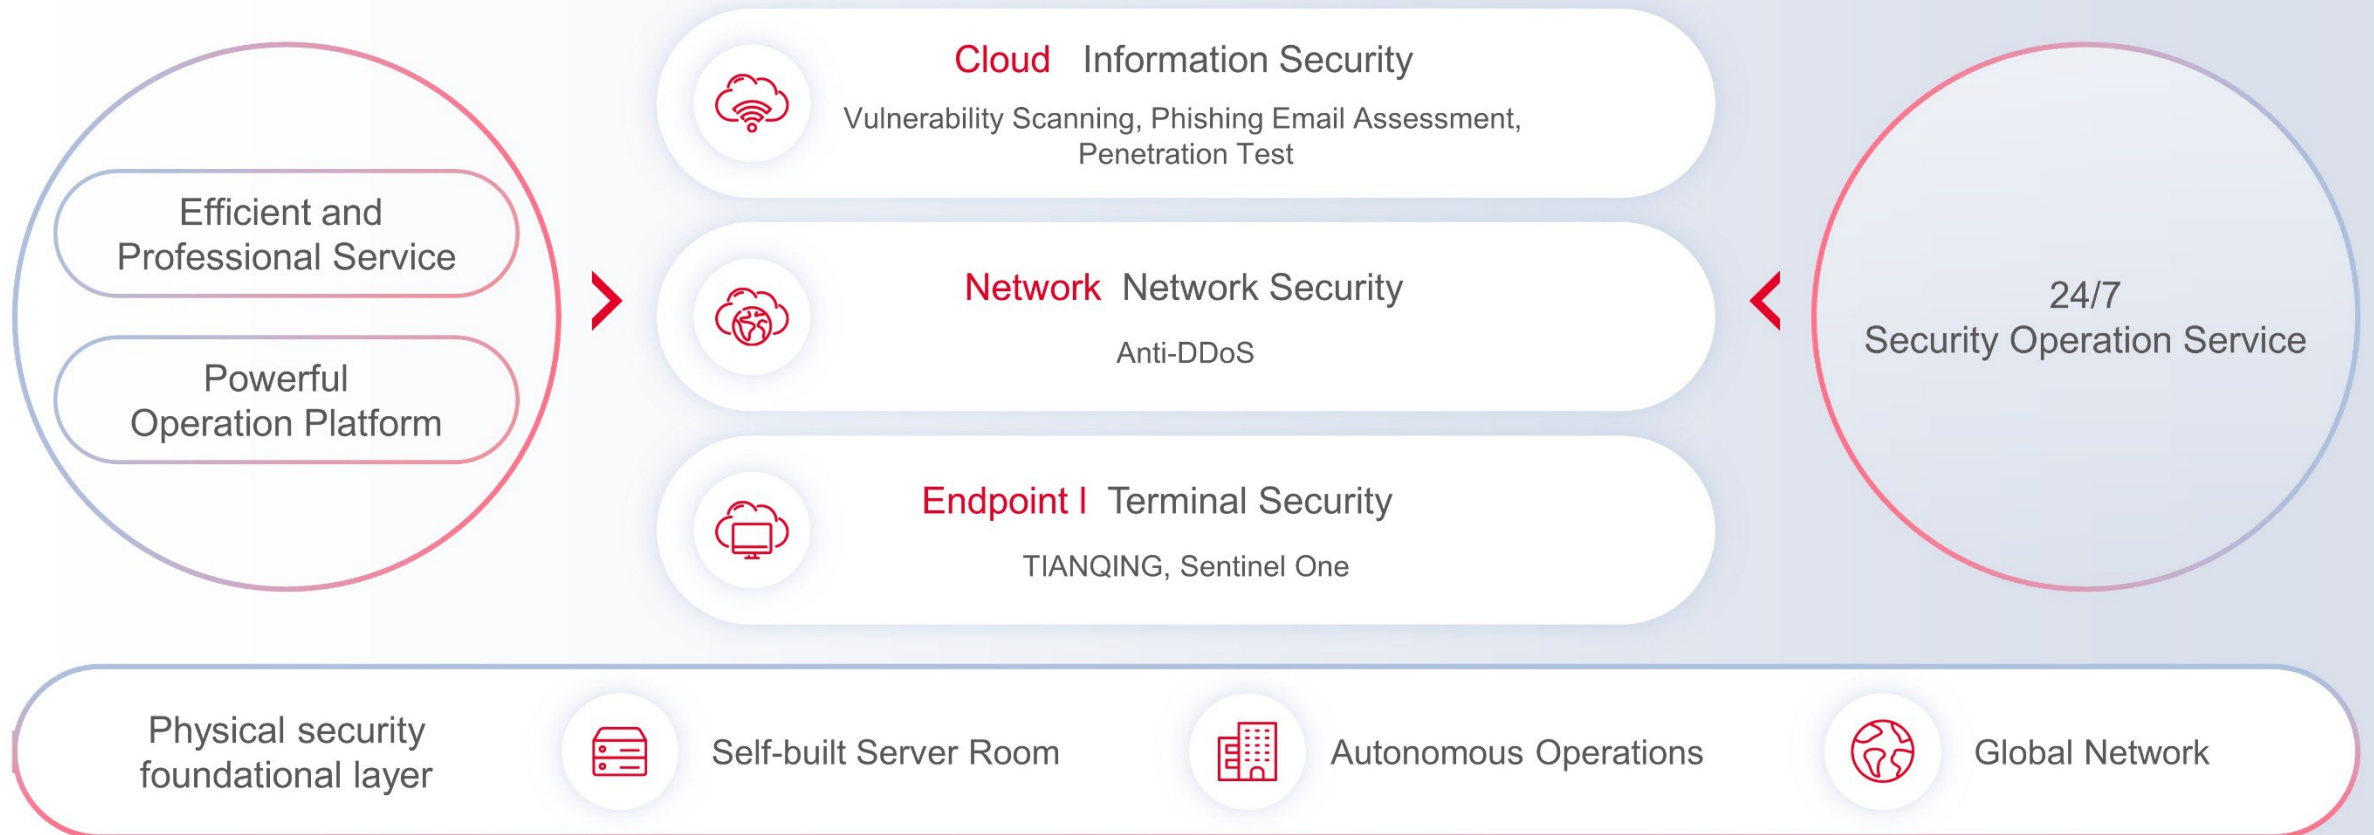 Efficient and
Professional Service
Powerful
Operation Platform
Cloud Information Security
Vulnerability Scanning, Phishing Email Assessment,
Penetration Test
Network Network Security
Anti-DDoS
Endpoint I Terminal Security
TIANQING, Sentinel One
24/7
Security Operation Service
Physical security
foundational layer
Self-built Server Room
Autonomous Operations
Global Network